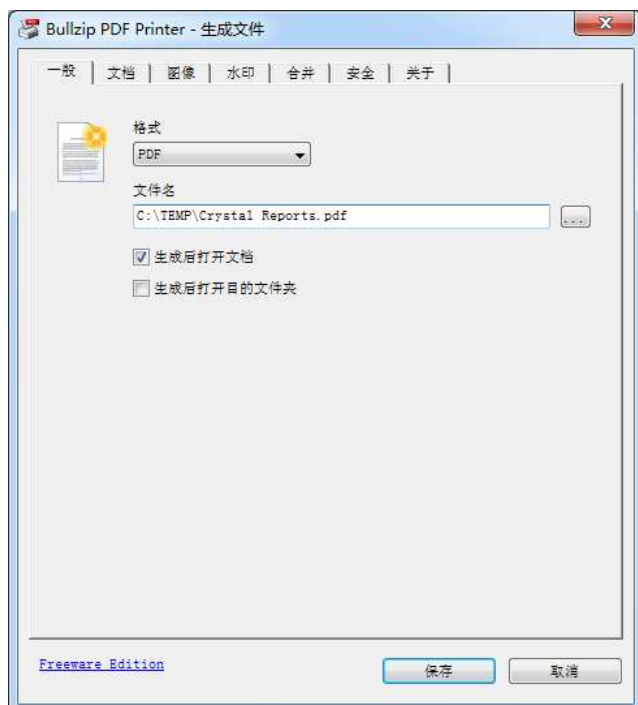 Bullzip PDF Printer - 生成文件
一般 文档 图像 水印 合并 安全 关于
格式
PDF
文件名
C:\TEMP\Crystal Reports.pdf
...
生成后打开文档
生成后打开目的文件夹
Freeware Edition
保存 取消